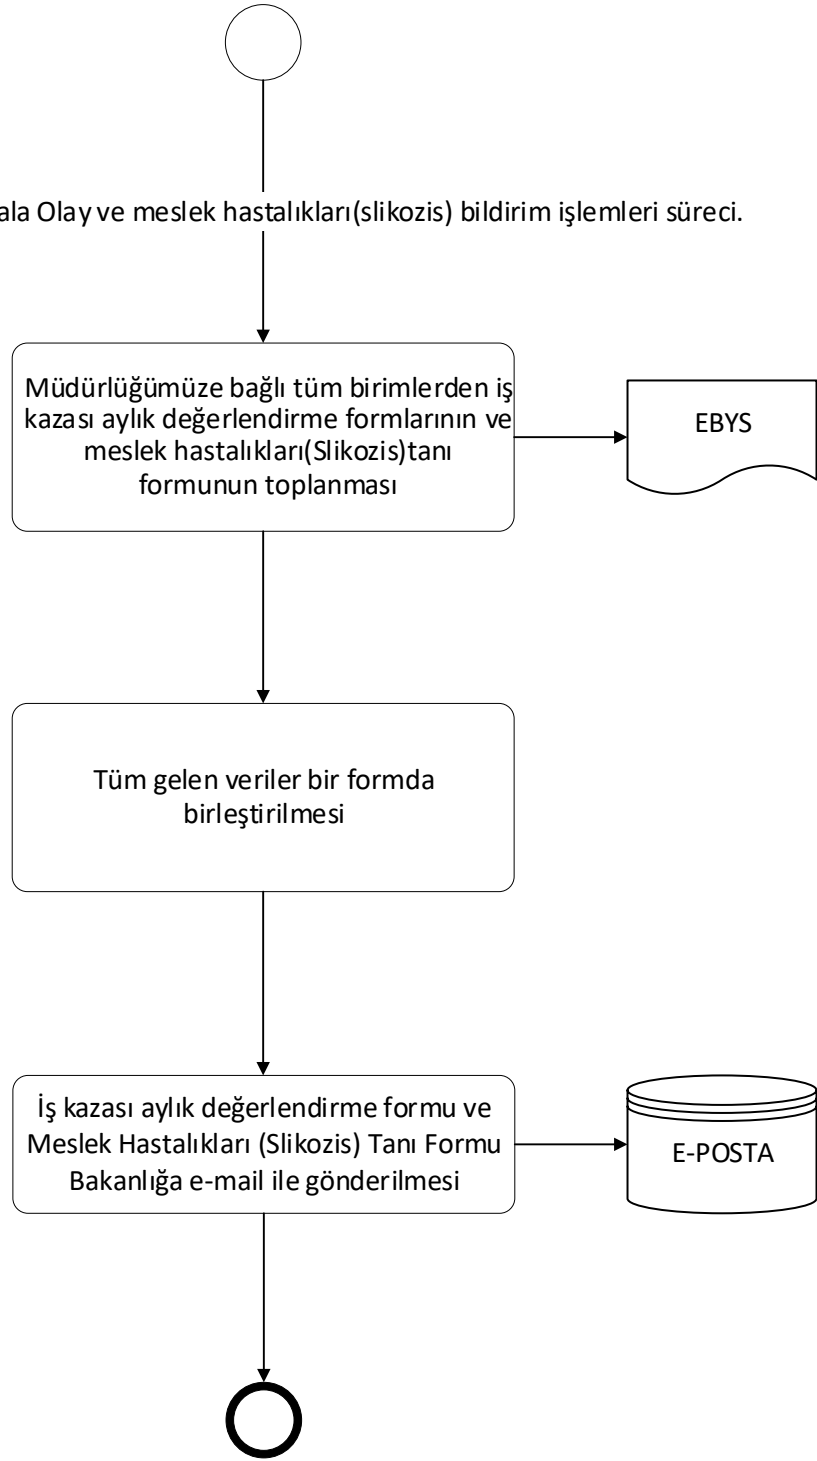 Olay ve meslek hastalıkları(slikozis) bildirim işlemleri süreci.
Müdürlüğümüze bağlı tüm birimlerden iş
kazası aylık değerlendirme formlarının ve
meslek hastalıkları(Slikozis)tanı
formunun toplanması
EBYS
Tüm gelen veriler bir formda
birleştirilmesi
İş kazası aylık değerlendirme formu ve
Meslek Hastalıkları (Slikozis) Tanı Formu
Bakanlığa e-mail ile gönderilmesi
E-POSTA